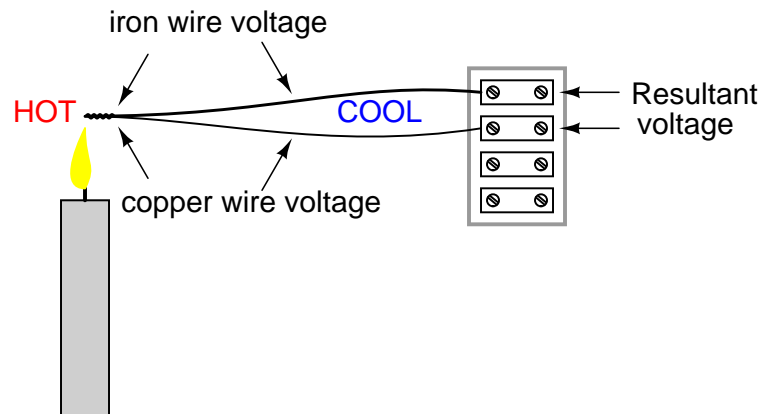 iron wire voltage
HOT
COOL
Resultant
voltage
copper wire voltage